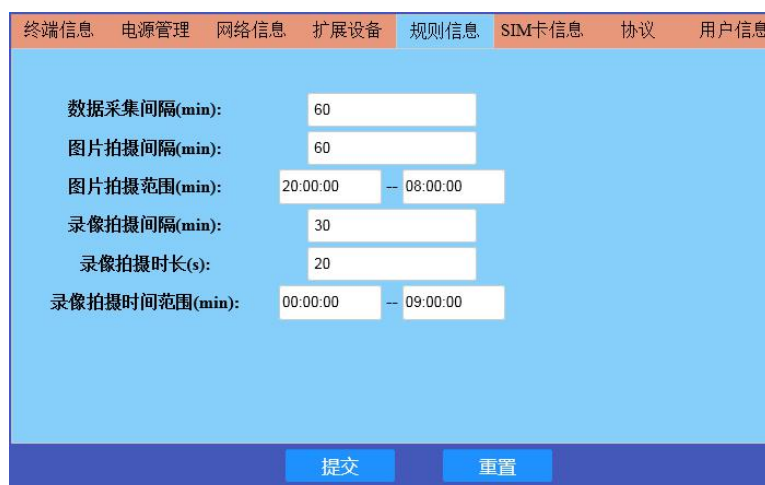 终端信息 电源管理 网络信息 扩展设备 规则信息 SIM卡信息 协议 用户信息
数据采集间隔(min): 60
图片拍摄间隔(min): 60
图片拍摄范围(min): 20:00:00 -- 08:00:00
录像拍摄间隔(min): 30
录像拍摄时长(s): 20
录像拍摄时间范围(min): 00:00:00 -- 09:00:00
提交 重置